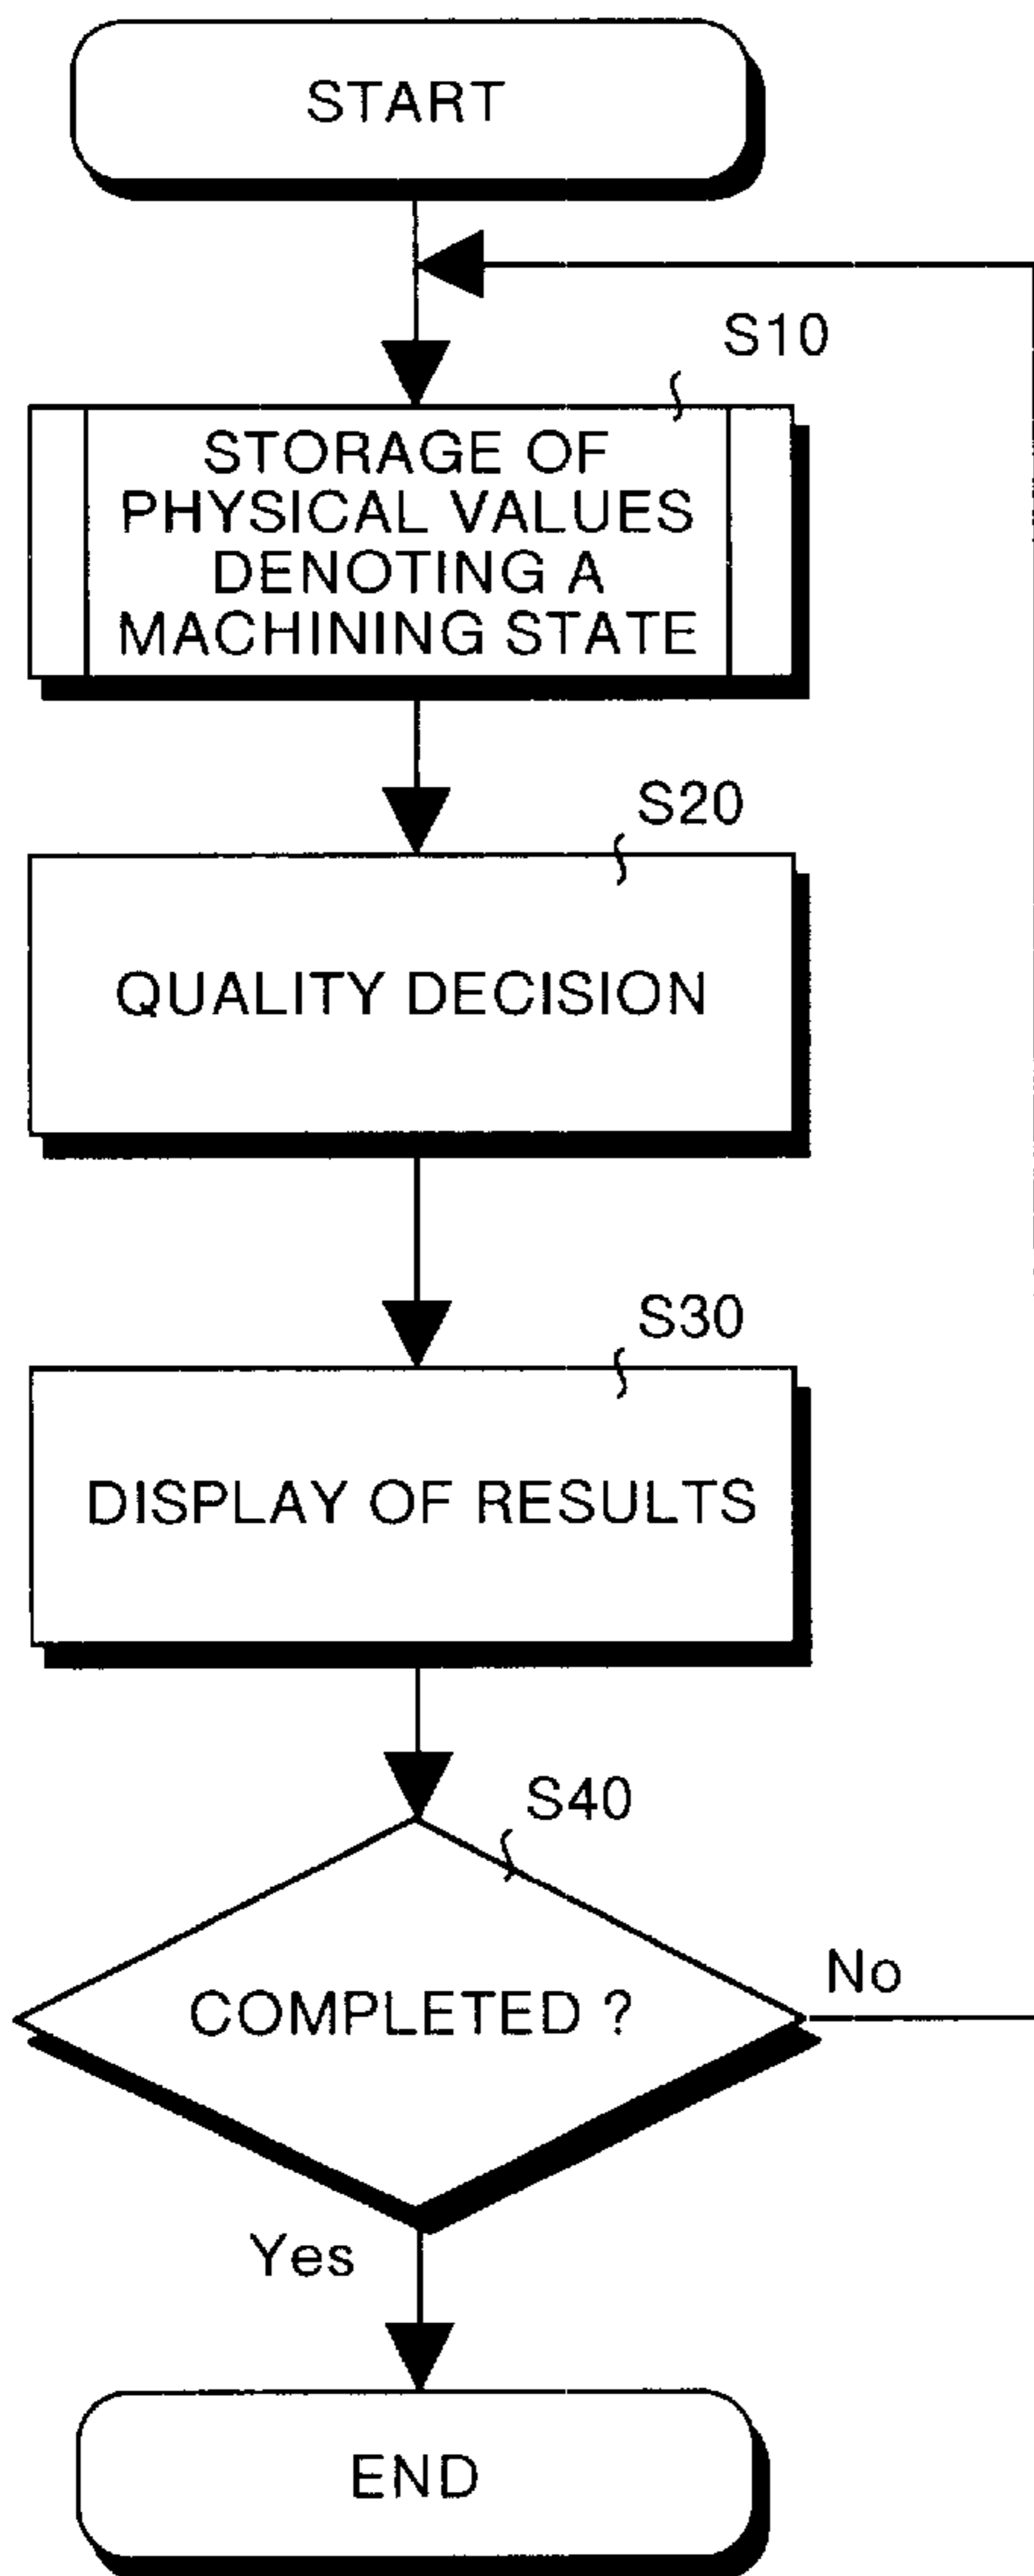 START
S10
STORAGE OF
PHYSICAL VALUES
DENOTING A
MACHINING STATE
S20
QUALITY DECISION
S30
DISPLAY OF RESULTS
S40
COMPLETED ?
No
Yes
END